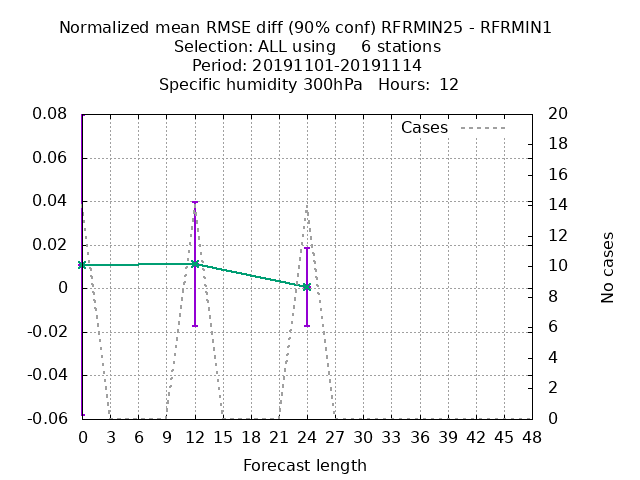 Normalized mean RMSE diff (90% conf) RFRMIN25 - RFRMIN1
Selection: ALL using     6 stations
Period: 20191101-20191114
Specific humidity 300hPa   Hours:  12
Cases
0.08
0.06
0.04
0.02
0
-0.02
-0.04
-0.06
20
18
16
14
12
10
8
6
4
2
0
No cases
0 3 6 9 12 15 18 21 24 27 30 33 36 39 42 45 48
Forecast length